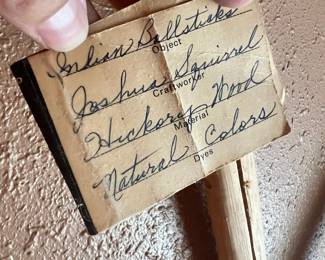 Indian Ballsticks
Object
Joshua Squirrel
Craftworker
Hickory Wood
Material
Natural Colors
Dyes